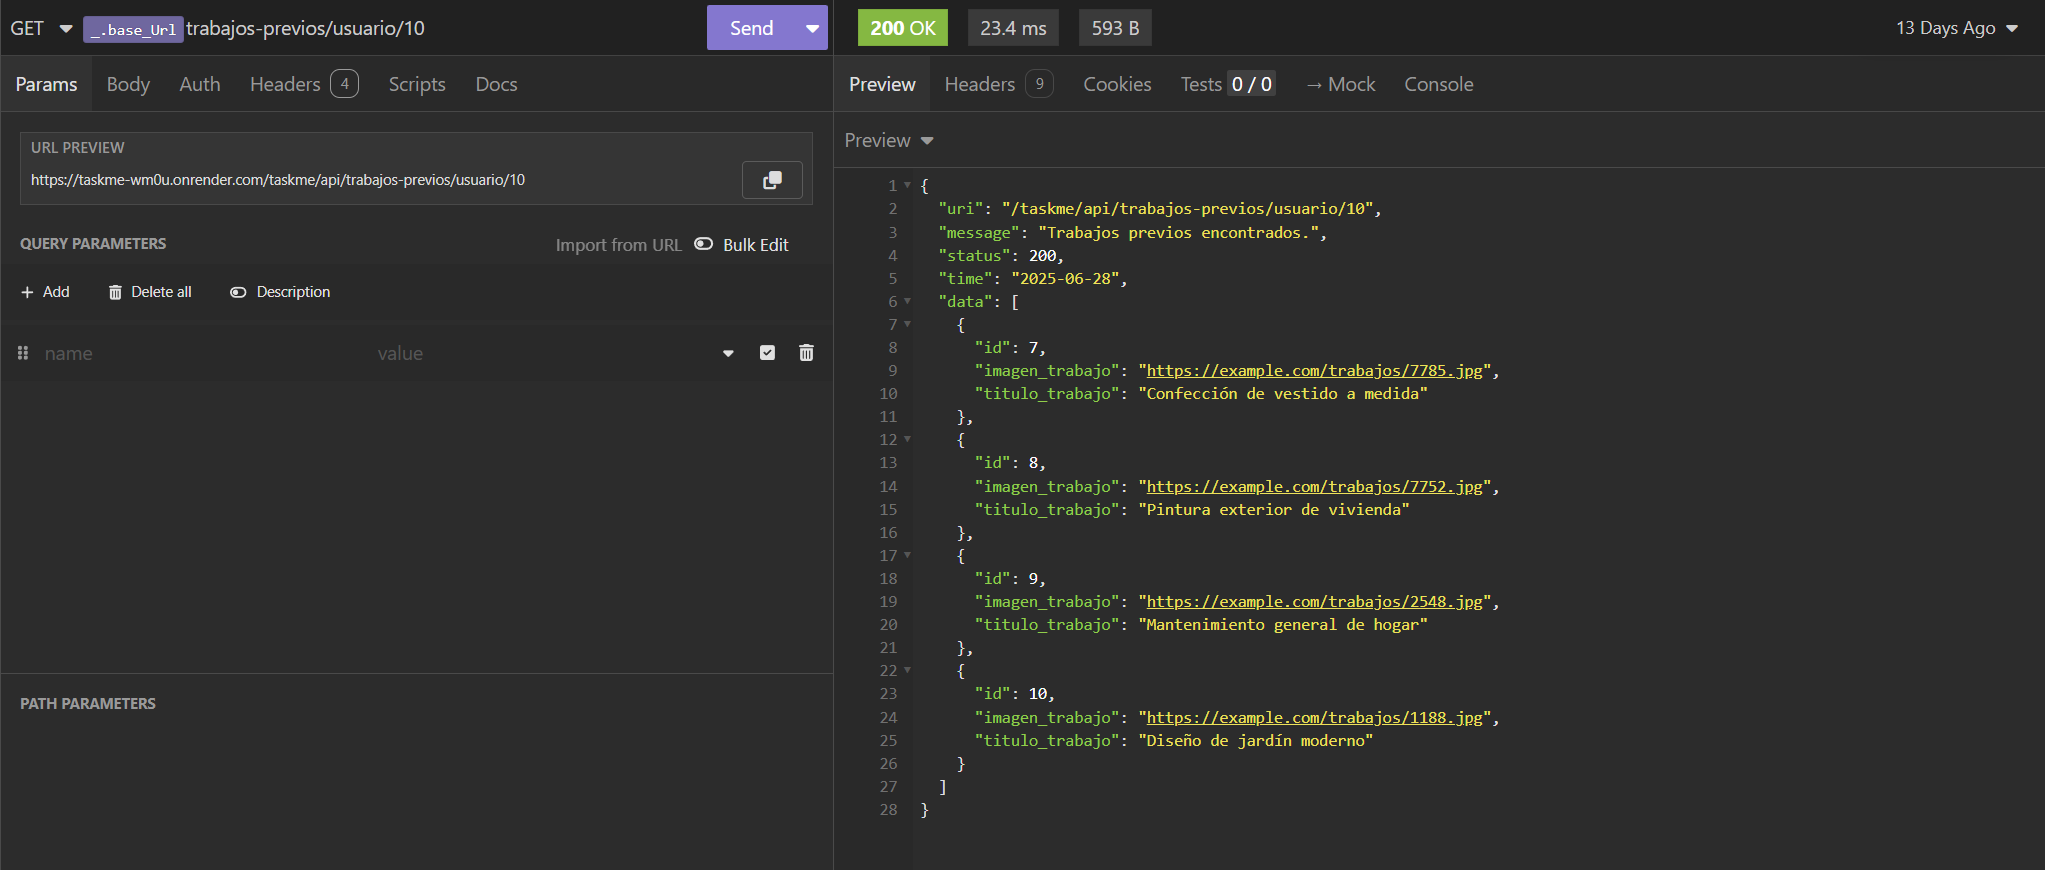 GET _.base_Url trabajos-previos/usuario/10 Send
Params Body Auth Headers 4 Scripts Docs
URL PREVIEW
https://taskme-wm0u.onrender.com/taskme/api/trabajos-previos/usuario/10
QUERY PARAMETERS Import from URL Bulk Edit
Add Delete all Description
name value
PATH PARAMETERS
200 OK 23.4 ms 593 B 13 Days Ago
Preview Headers 9 Cookies Tests 0 / 0 → Mock Console
Preview
1 {
2 "uri": "/taskme/api/trabajos-previos/usuario/10",
3 "message": "Trabajos previos encontrados.",
4 "status": 200,
5 "time": "2025-06-28",
6 "data": [
7 {
8 "id": 7,
9 "imagen_trabajo": "https://example.com/trabajos/7785.jpg",
10 "titulo_trabajo": "Confección de vestido a medida"
11 },
12 {
13 "id": 8,
14 "imagen_trabajo": "https://example.com/trabajos/7752.jpg",
15 "titulo_trabajo": "Pintura exterior de vivienda"
16 },
17 {
18 "id": 9,
19 "imagen_trabajo": "https://example.com/trabajos/2548.jpg",
20 "titulo_trabajo": "Mantenimiento general de hogar"
21 },
22 {
23 "id": 10,
24 "imagen_trabajo": "https://example.com/trabajos/1188.jpg",
25 "titulo_trabajo": "Diseño de jardín moderno"
26 }
27 ]
28 }